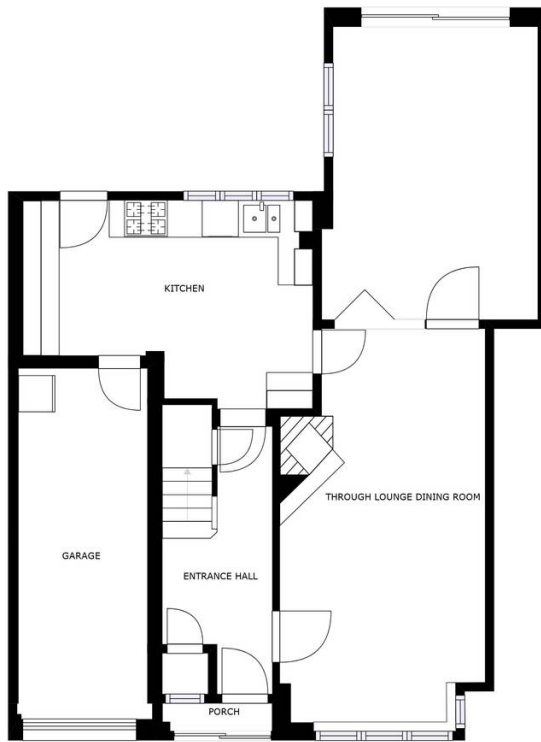 KITCHEN
THROUGH LOUNGE DINING ROOM
GARAGE
ENTRANCE HALL
PORCH